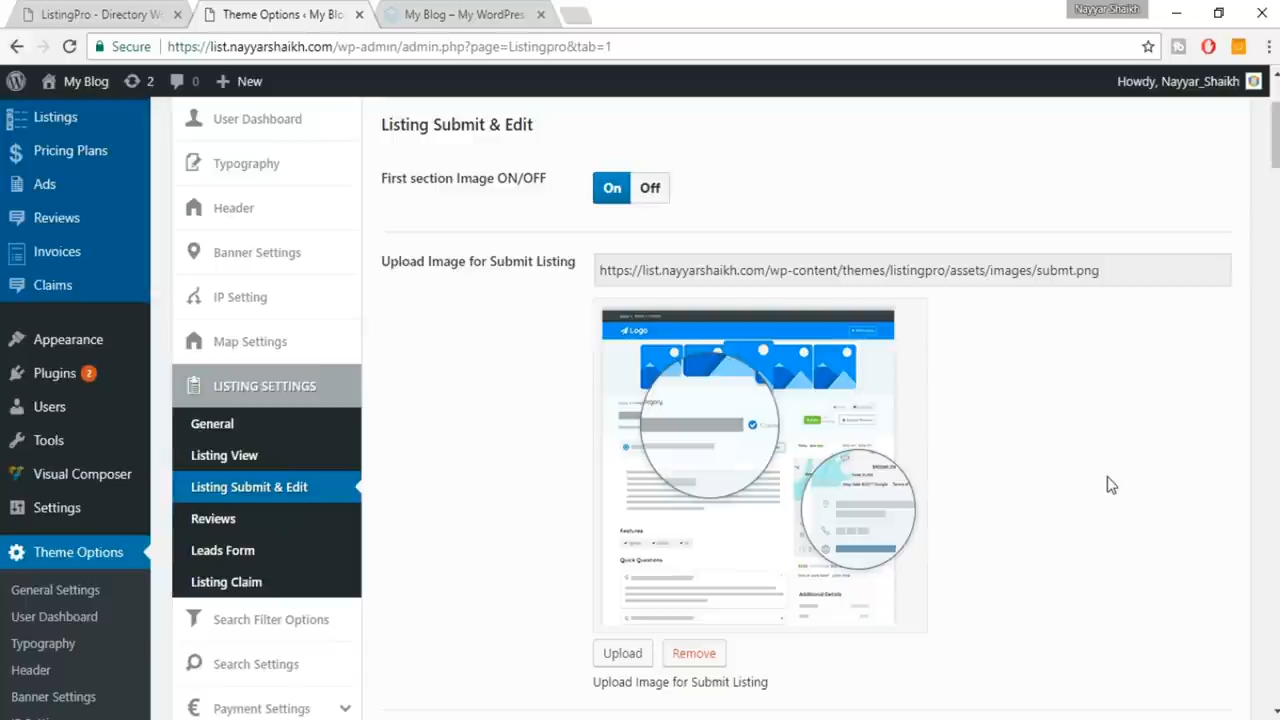 ListingPro - Directory W
Theme Options ‹ My Blo
My Blog – My WordPres
Nayyar Shaikh
Secure
https://list.nayyarshaikh.com/wp-admin/admin.php?page=Listingpro&tab=1
My Blog
2
0
New
Howdy, Nayyar_Shaikh
Listings
Pricing Plans
Ads
Reviews
Invoices
Claims
Appearance
Plugins 2
Users
Tools
Visual Composer
Settings
Theme Options
General Settings
User Dashboard
Typography
Header
Banner Settings
User Dashboard
Typography
Header
Banner Settings
IP Setting
Map Settings
LISTING SETTINGS
General
Listing View
Listing Submit & Edit
Reviews
Leads Form
Listing Claim
Search Filter Options
Search Settings
Payment Settings
Listing Submit & Edit
First section Image ON/OFF
On
Off
Upload Image for Submit Listing
https://list.nayyarshaikh.com/wp-content/themes/listingpro/assets/images/submt.png
Logo
Features
Quick Questions
Additional Details
Upload
Remove
Upload Image for Submit Listing